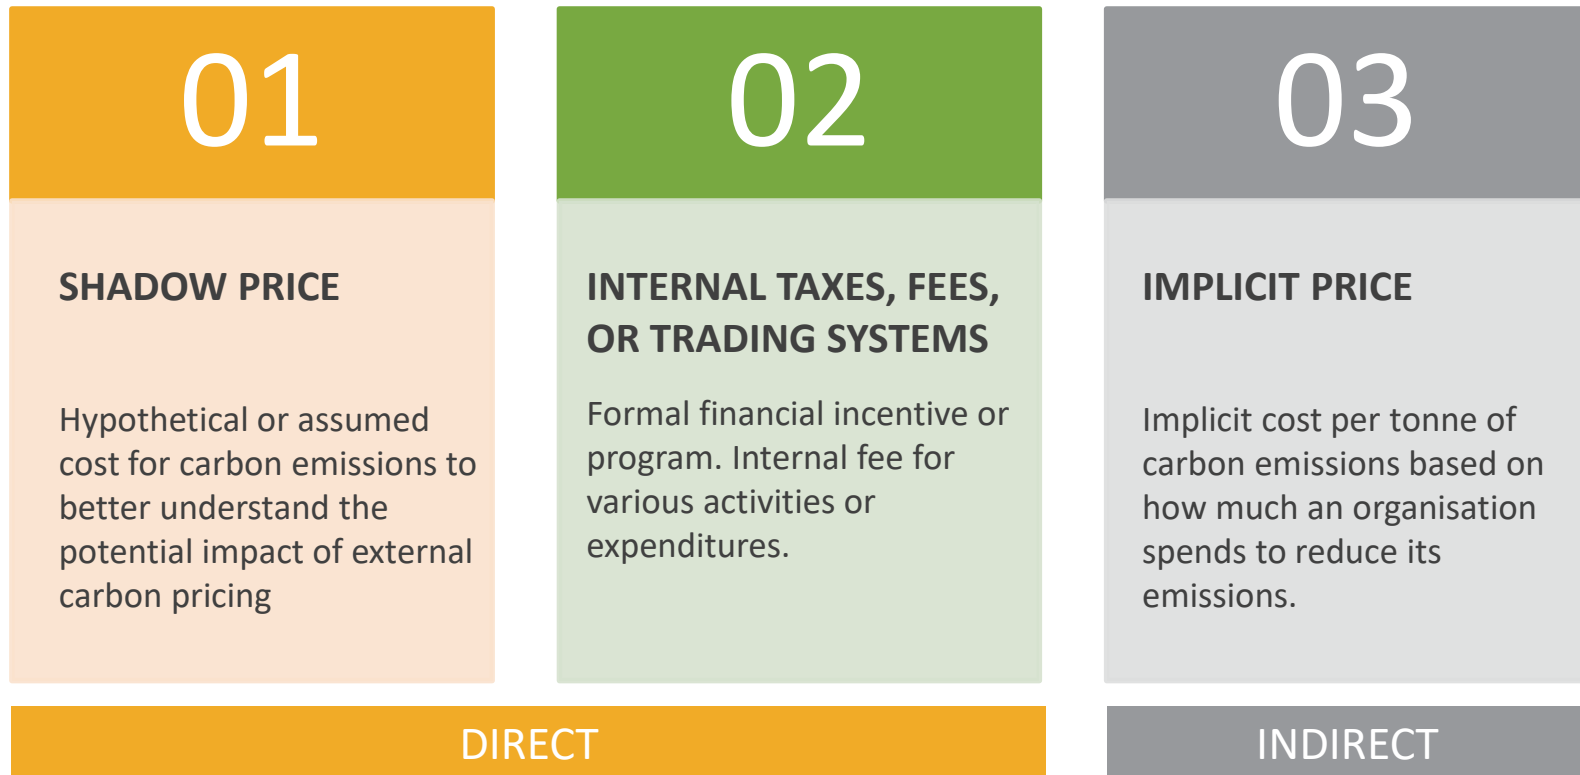 01
SHADOW PRICE
Hypothetical or assumed
cost for carbon emissions to
better understand the
potential impact of external
carbon pricing
02
INTERNAL TAXES, FEES,
OR TRADING SYSTEMS
Formal financial incentive or
program. Internal fee for
various activities or
expenditures.
03
IMPLICIT PRICE
Implicit cost per tonne of
carbon emissions based on
how much an organisation
spends to reduce its
emissions.
DIRECT
INDIRECT